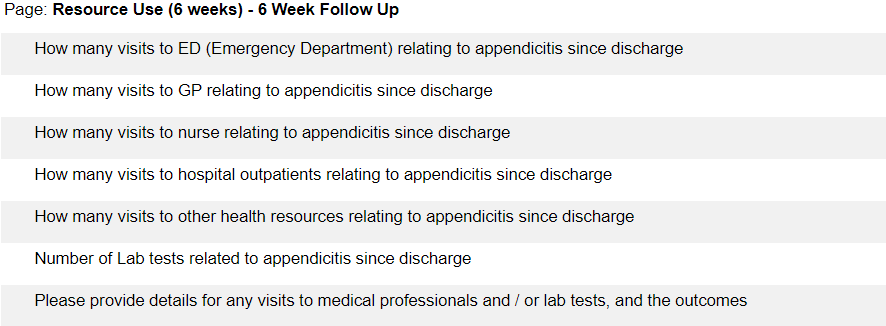 Page: Resource Use (6 weeks) - 6 Week Follow Up
How many visits to ED (Emergency Department) relating to appendicitis since discharge
How many visits to GP relating to appendicitis since discharge
How many visits to nurse relating to appendicitis since discharge
How many visits to hospital outpatients relating to appendicitis since discharge
How many visits to other health resources relating to appendicitis since discharge
Number of Lab tests related to appendicitis since discharge
Please provide details for any visits to medical professionals and / or lab tests, and the outcomes